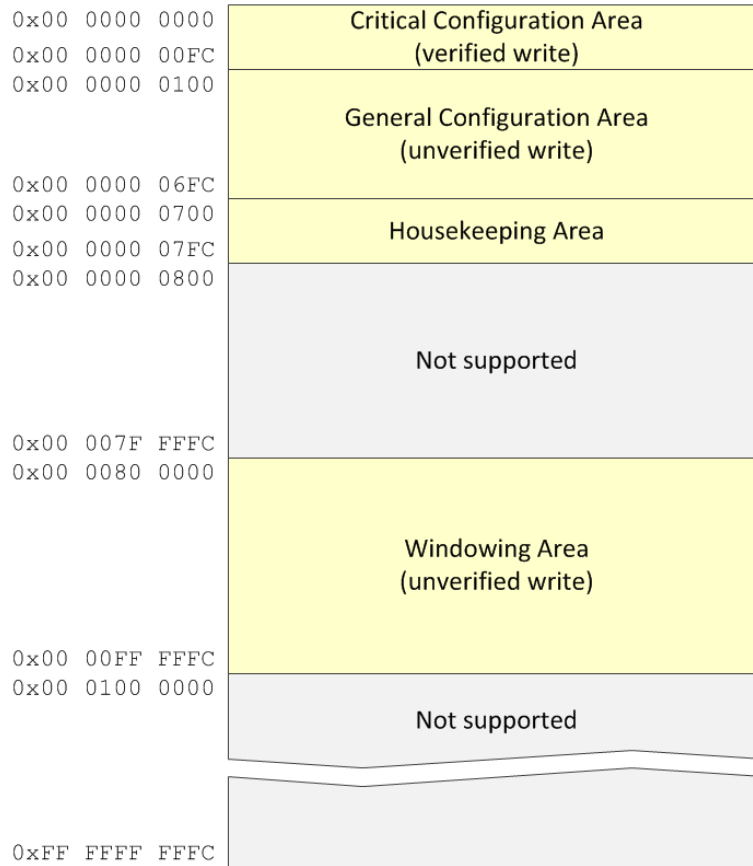 0x00 0000 0000
Critical Configuration Area
(verified write)
0x00 0000 00FC
0x00 0000 0100
General Configuration Area
(unverified write)
0x00 0000 06FC
0x00 0000 0700
Housekeeping Area
0x00 0000 07FC
0x00 0000 0800
Not supported
0x00 007F FFFC
0x00 0080 0000
Windowing Area
(unverified write)
0x00 00FF FFFC
0x00 0100 0000
Not supported
0xFF FFFF FFFC